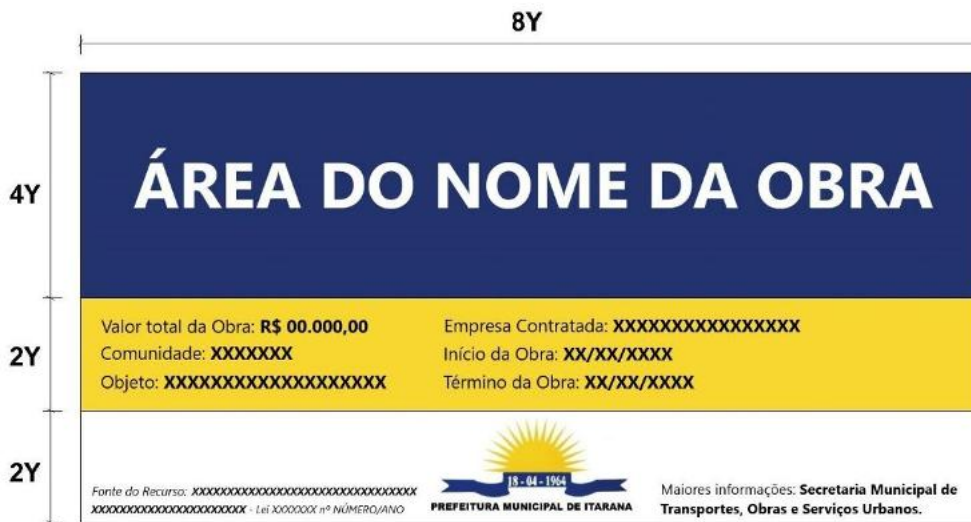 8Y
4Y
ÁREA DO NOME DA OBRA
2Y
Valor total da Obra: R$ 00.000,00
Comunidade: XXXXXXX
Objeto: XXXXXXXXXXXXXXXXXXX
Empresa Contratada: XXXXXXXXXXXXXXXX
Início da Obra: XX/XX/XXXX
Término da Obra: XX/XX/XXXX
2Y
Fonte do Recurso: XXXXXXXXXXXXXXXXXXXXXXXXXXXXXXXXX
XXXXXXXXXXXXXXXXXXXXXX - Lei XXXXXXX nº NÚMERO/ANO
18 - 04 - 1964
PREFEITURA MUNICIPAL DE ITARANA
Maiores informações: Secretaria Municipal de
Transportes, Obras e Serviços Urbanos.